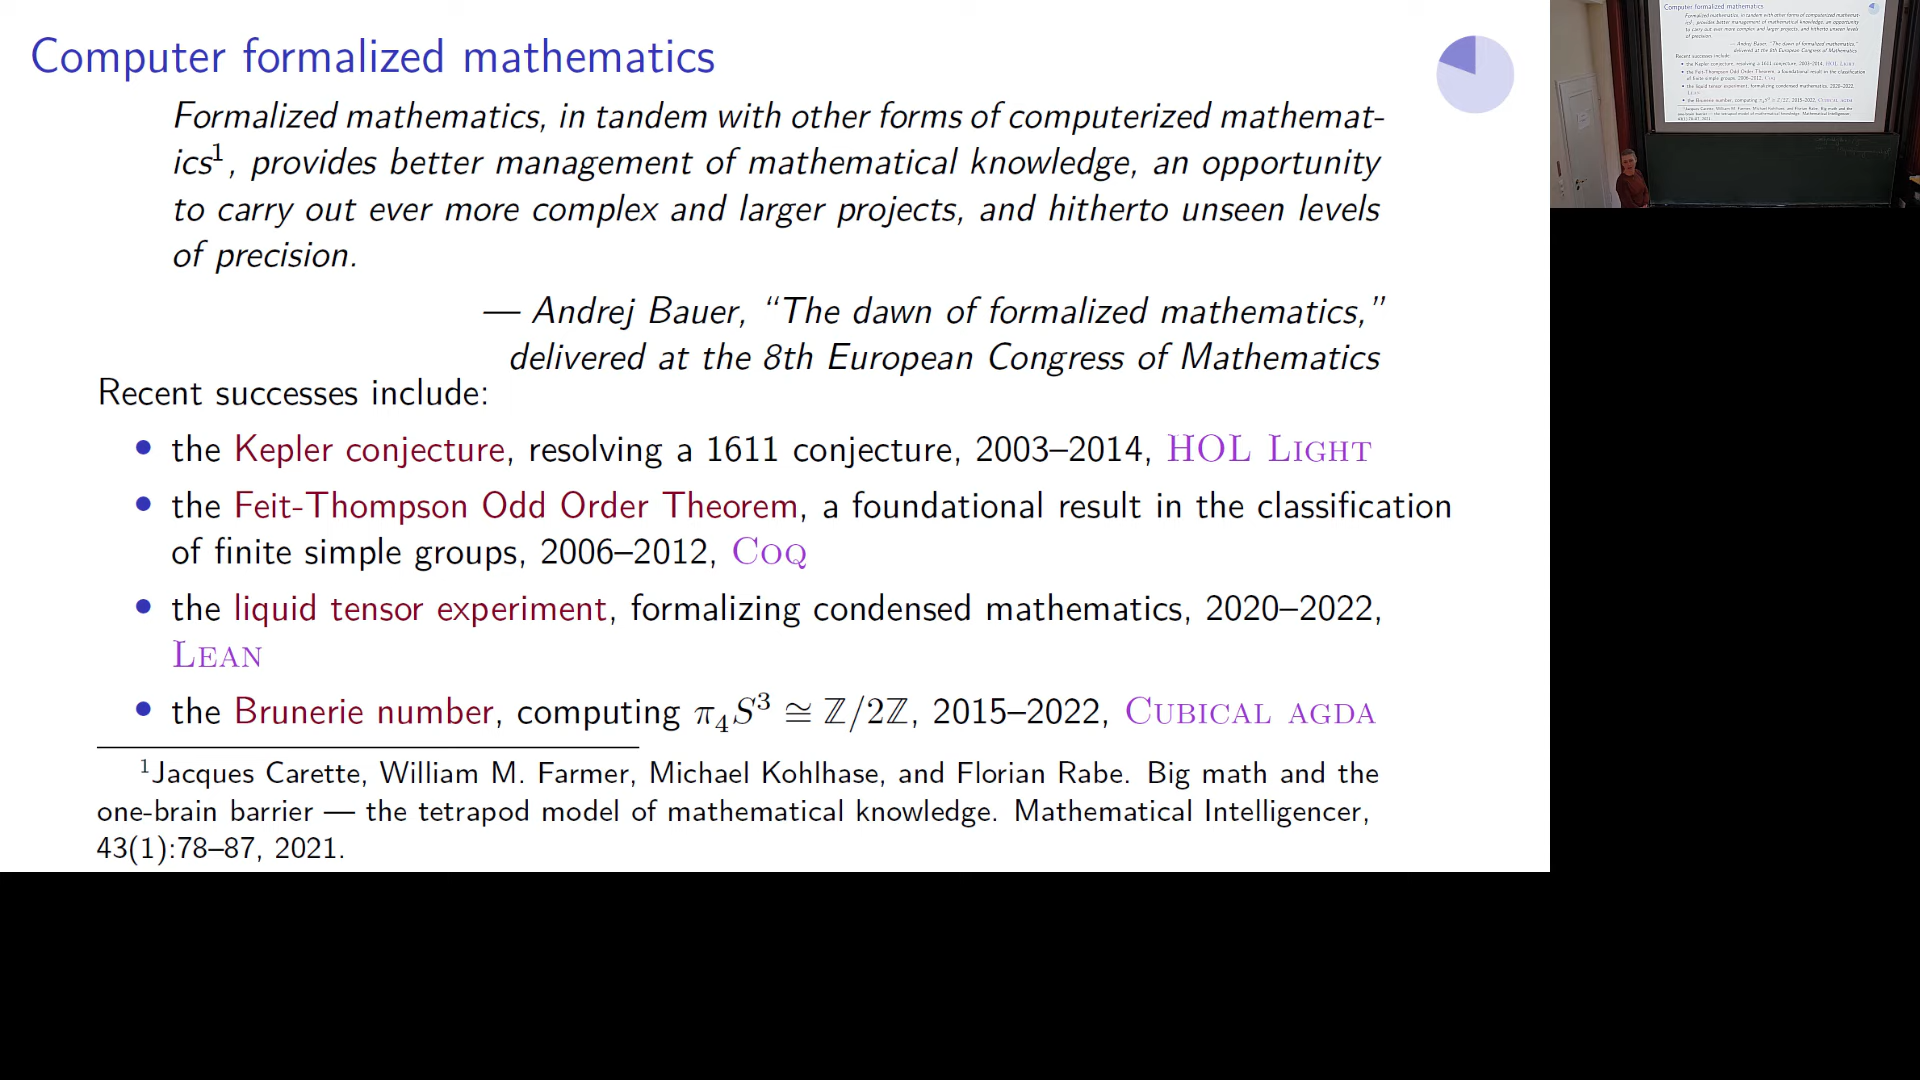 Computer formalized mathematics
Formalized mathematics, in tandem with other forms of computerized mathemat-
ics¹, provides better management of mathematical knowledge, an opportunity
to carry out ever more complex and larger projects, and hitherto unseen levels
of precision.
— Andrej Bauer, “The dawn of formalized mathematics,”
delivered at the 8th European Congress of Mathematics
Recent successes include:
• the Kepler conjecture, resolving a 1611 conjecture, 2003–2014, HOL LIGHT
• the Feit-Thompson Odd Order Theorem, a foundational result in the classification
of finite simple groups, 2006–2012, COQ
• the liquid tensor experiment, formalizing condensed mathematics, 2020–2022,
LEAN
• the Brunerie number, computing π₄S³ ≅ ℤ/2ℤ, 2015–2022, CUBICAL AGDA
¹Jacques Carette, William M. Farmer, Michael Kohlhase, and Florian Rabe. Big math and the
one-brain barrier — the tetrapod model of mathematical knowledge. Mathematical Intelligencer,
43(1):78–87, 2021.